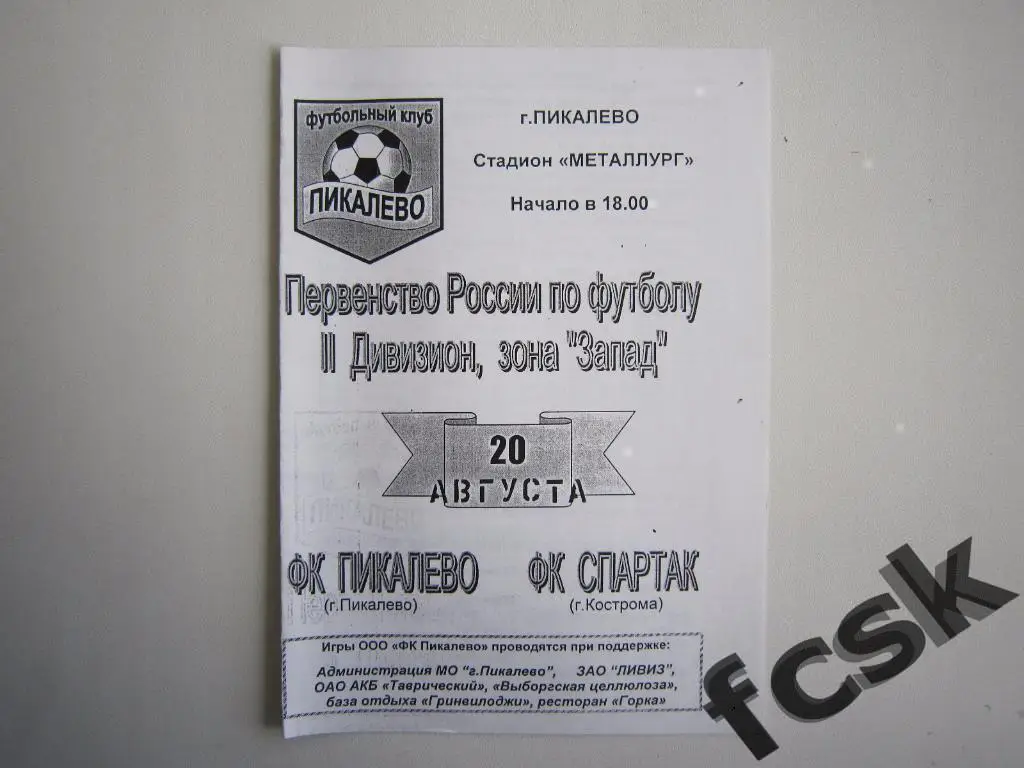 футбольный клуб
ПИКАЛЕВО
г.ПИКАЛЕВО
Стадион «МЕТАЛЛУРГ»
Начало в 18.00
Первенство России по футболу
II Дивизион, зона "Запад"
20
АВГУСТА
ФК ПИКАЛЕВО ФК СПАРТАК
(г.Пикалево) (г.Кострома)
Игры ООО «ФК Пикалево» проводятся при поддержке:
Администрация МО "г.Пикалево", ЗАО "ЛИВИЗ",
ОАО АКБ «Таврический», «Выборгская целлюлоза»,
база отдыха «Гринвилоджи», ресторан «Горка»
fcsk